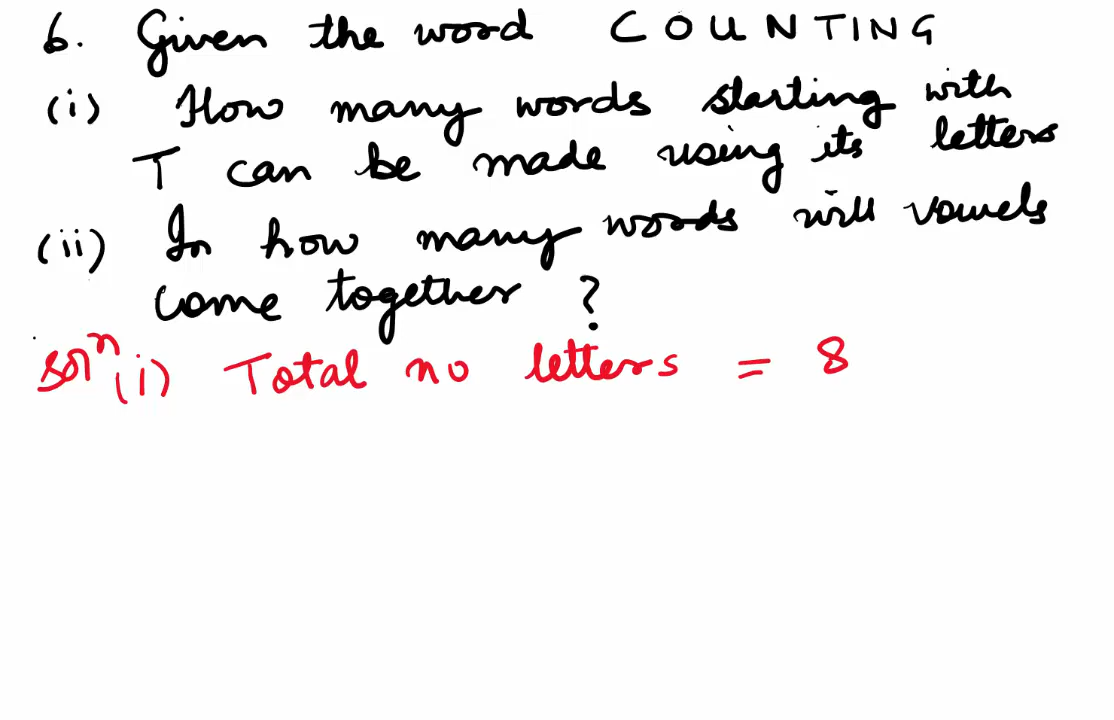 6. Given the word COUNTING
(i) How many words starting with
T can be made using its letters
(ii) In how many words will vowels
come together ?
Solⁿ (i) Total no letters = 8